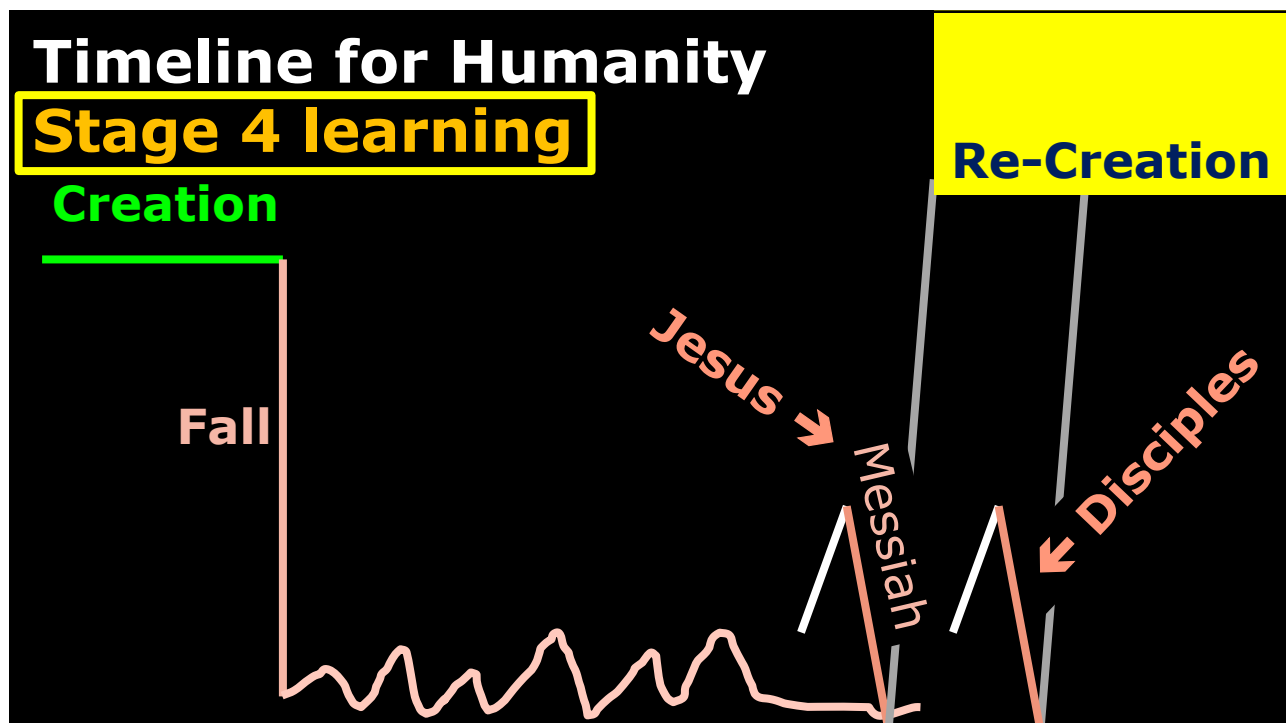 Timeline for Humanity
Stage 4 learning
Re-Creation
Creation
Jesus ➔
Fall
Messiah
➔ Disciples